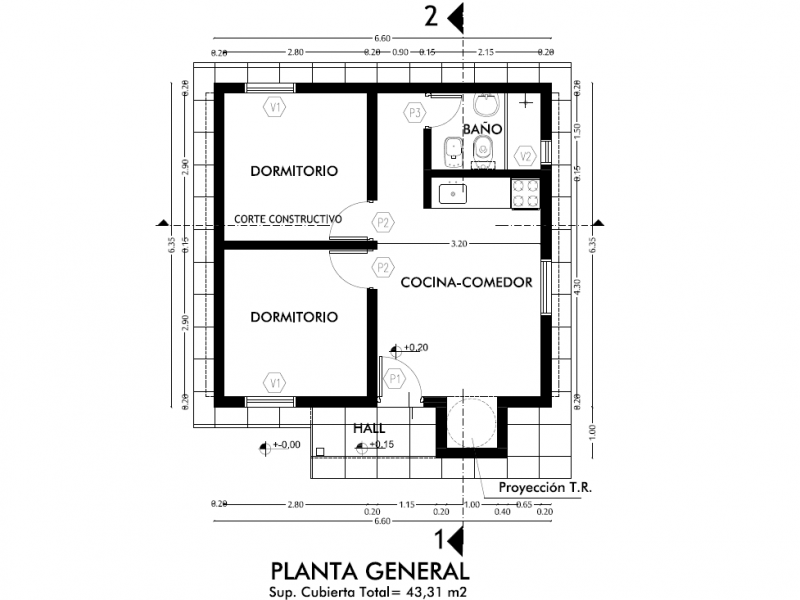 2
6.60
0.20 2.80 0.20 0.90 0.15 2.15 0.20
0.20 0.20
V1 P3 BAÑO
1.50
DORMITORIO V2
2.90 0.15
CORTE CONSTRUCTIVO P2
6.35 0.15 3.20 6.35
P2
COCINA-COMEDOR
4.30
DORMITORIO
2.90
+0,20
V1 P1
0.20 0.20
HALL
+-0,00 +0,15 1.00
Proyección T.R.
0.20 2.80 1.15 1.00 0.65
0.20 0.20 0.40 0.20
6.60
1
PLANTA GENERAL
Sup. Cubierta Total= 43,31 m2